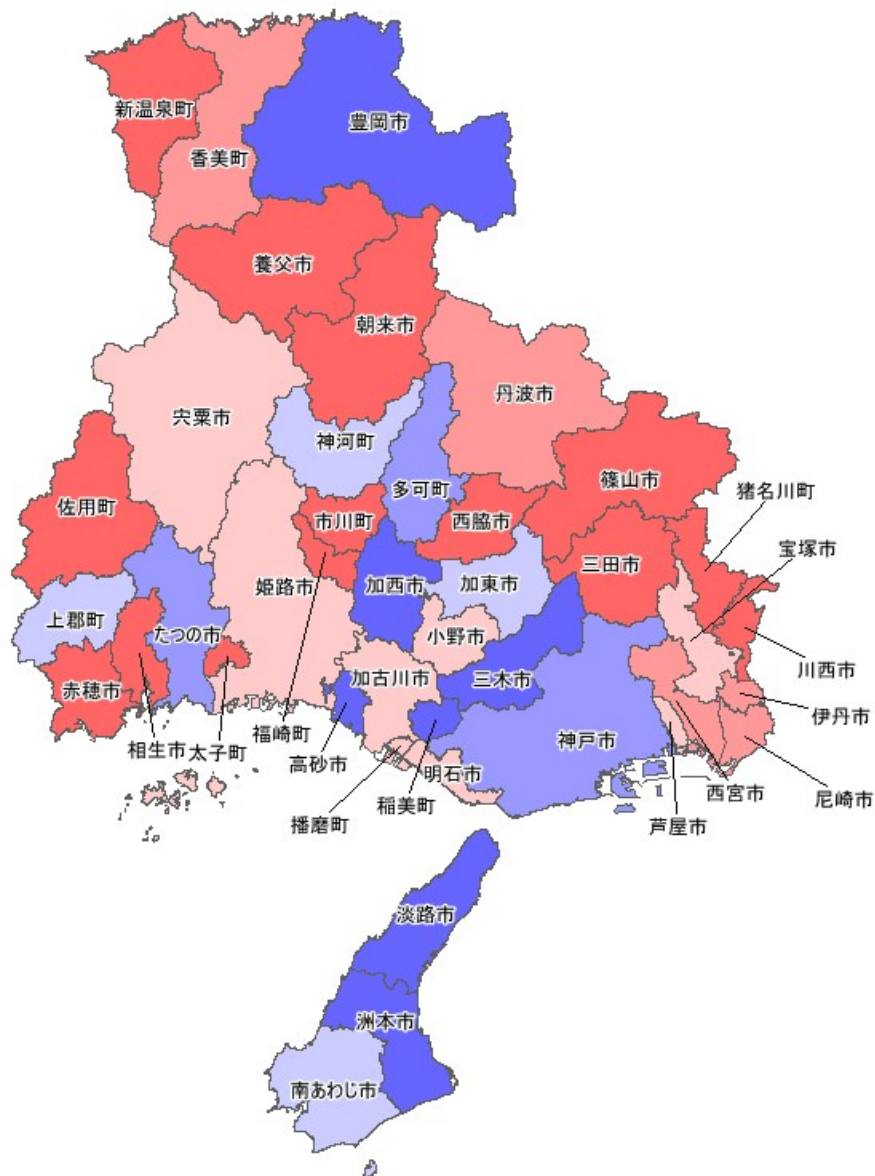 新温泉町
豊岡市
香美町
養父市
朝来市
丹波市
宍粟市
神河町
篠山市
多可町
猪名川町
佐用町
市川町
西脇市
宝塚市
三田市
加西市
加東市
姫路市
上郡町
たつの市
小野市
川西市
加古川市
三木市
赤穂市
伊丹市
福崎町
神戸市
相生市
太子町
高砂市
明石市
西宮市
尼崎市
稲美町
播磨町
芦屋市
淡路市
洲本市
南あわじ市